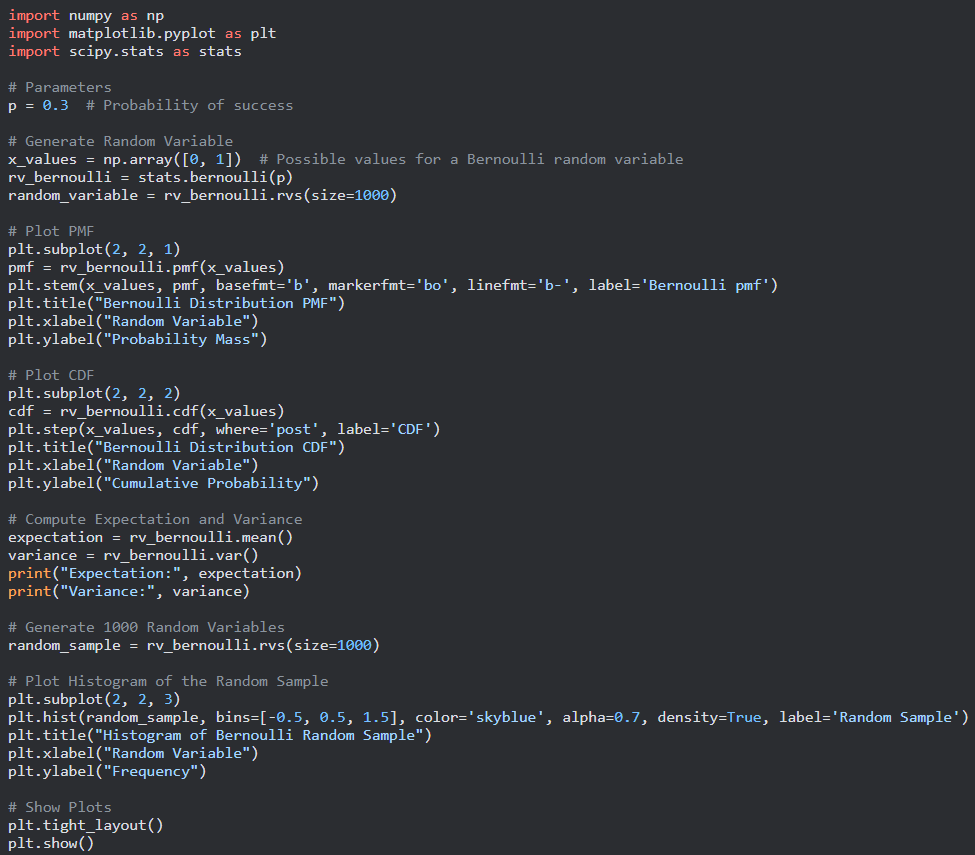 import numpy as np
import matplotlib.pyplot as plt
import scipy.stats as stats

# Parameters
p = 0.3  # Probability of success

# Generate Random Variable
x_values = np.array([0, 1])  # Possible values for a Bernoulli random variable
rv_bernoulli = stats.bernoulli(p)
random_variable = rv_bernoulli.rvs(size=1000)

# Plot PMF
plt.subplot(2, 2, 1)
pmf = rv_bernoulli.pmf(x_values)
plt.stem(x_values, pmf, basefmt='b', markerfmt='bo', linefmt='b-', label='Bernoulli pmf')
plt.title("Bernoulli Distribution PMF")
plt.xlabel("Random Variable")
plt.ylabel("Probability Mass")

# Plot CDF
plt.subplot(2, 2, 2)
cdf = rv_bernoulli.cdf(x_values)
plt.step(x_values, cdf, where='post', label='CDF')
plt.title("Bernoulli Distribution CDF")
plt.xlabel("Random Variable")
plt.ylabel("Cumulative Probability")

# Compute Expectation and Variance
expectation = rv_bernoulli.mean()
variance = rv_bernoulli.var()
print("Expectation:", expectation)
print("Variance:", variance)

# Generate 1000 Random Variables
random_sample = rv_bernoulli.rvs(size=1000)

# Plot Histogram of the Random Sample
plt.subplot(2, 2, 3)
plt.hist(random_sample, bins=[-0.5, 0.5, 1.5], color='skyblue', alpha=0.7, density=True, label='Random Sample')
plt.title("Histogram of Bernoulli Random Sample")
plt.xlabel("Random Variable")
plt.ylabel("Frequency")

# Show Plots
plt.tight_layout()
plt.show()